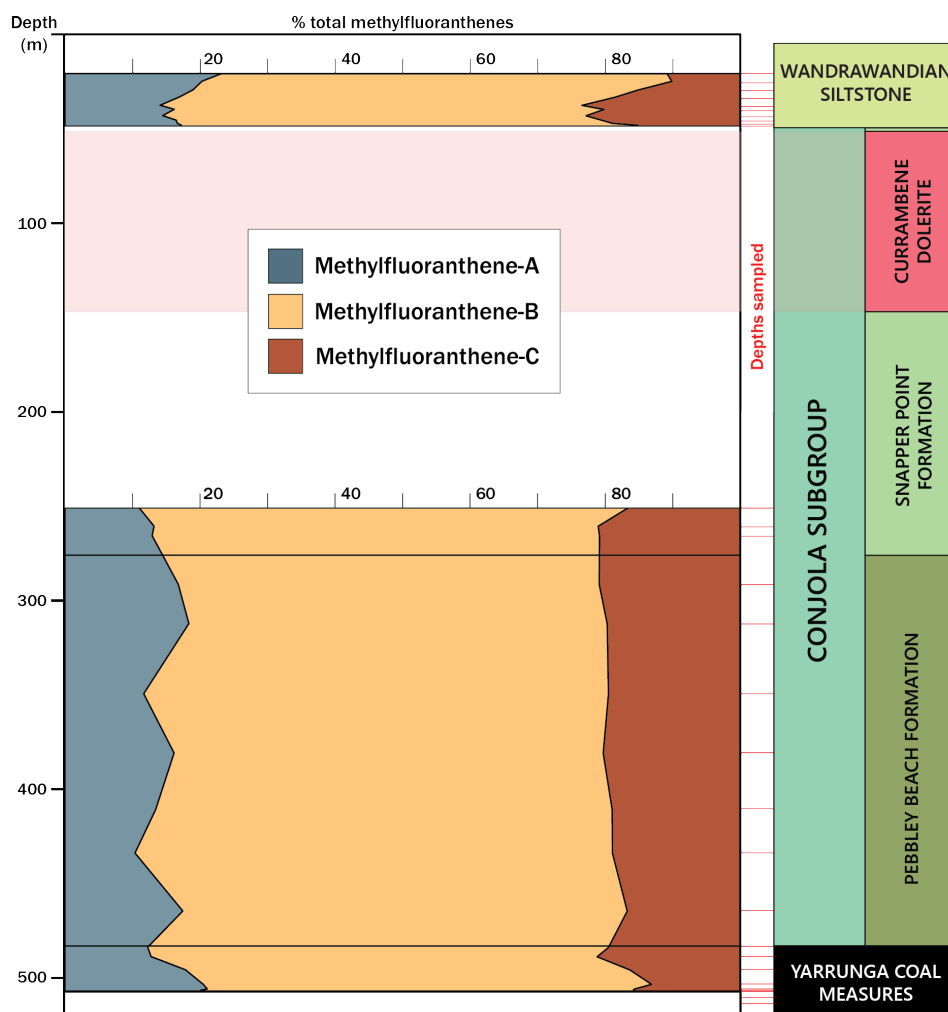 Depth
(m)
% total methylfluoranthenes
20
40
60
80
WANDRAWANDIAN
SILTSTONE
100
CURRAMBENE
DOLERITE
Methylfluoranthene-A
Methylfluoranthene-B
Methylfluoranthene-C
Depths sampled
200
SNAPPER POINT
FORMATION
CONJOLA SUBGROUP
20
40
60
80
300
PEBBLEY BEACH FORMATION
400
500
YARRUNGA COAL
MEASURES